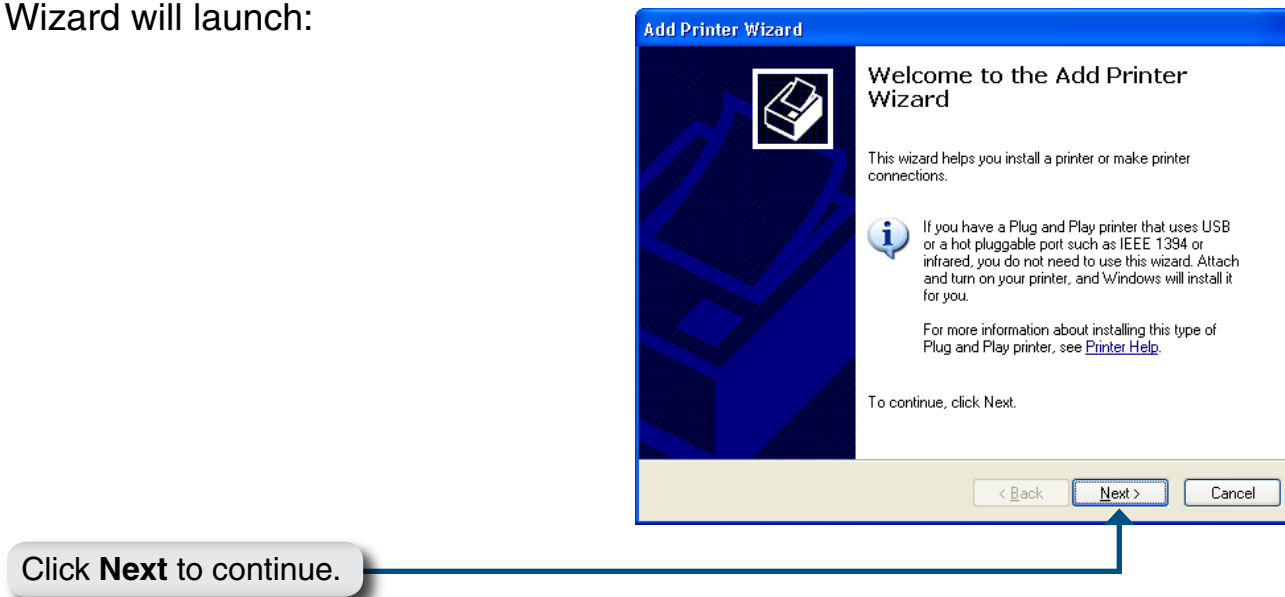 Wizard will launch:
Add Printer Wizard
Welcome to the Add Printer
Wizard
This wizard helps you install a printer or make printer
connections.
If you have a Plug and Play printer that uses USB
or a hot pluggable port such as IEEE 1394 or
infrared, you do not need to use this wizard. Attach
and turn on your printer, and Windows will install it
for you.
For more information about installing this type of
Plug and Play printer, see Printer Help.
To continue, click Next.
< Back Next > Cancel
Click Next to continue.